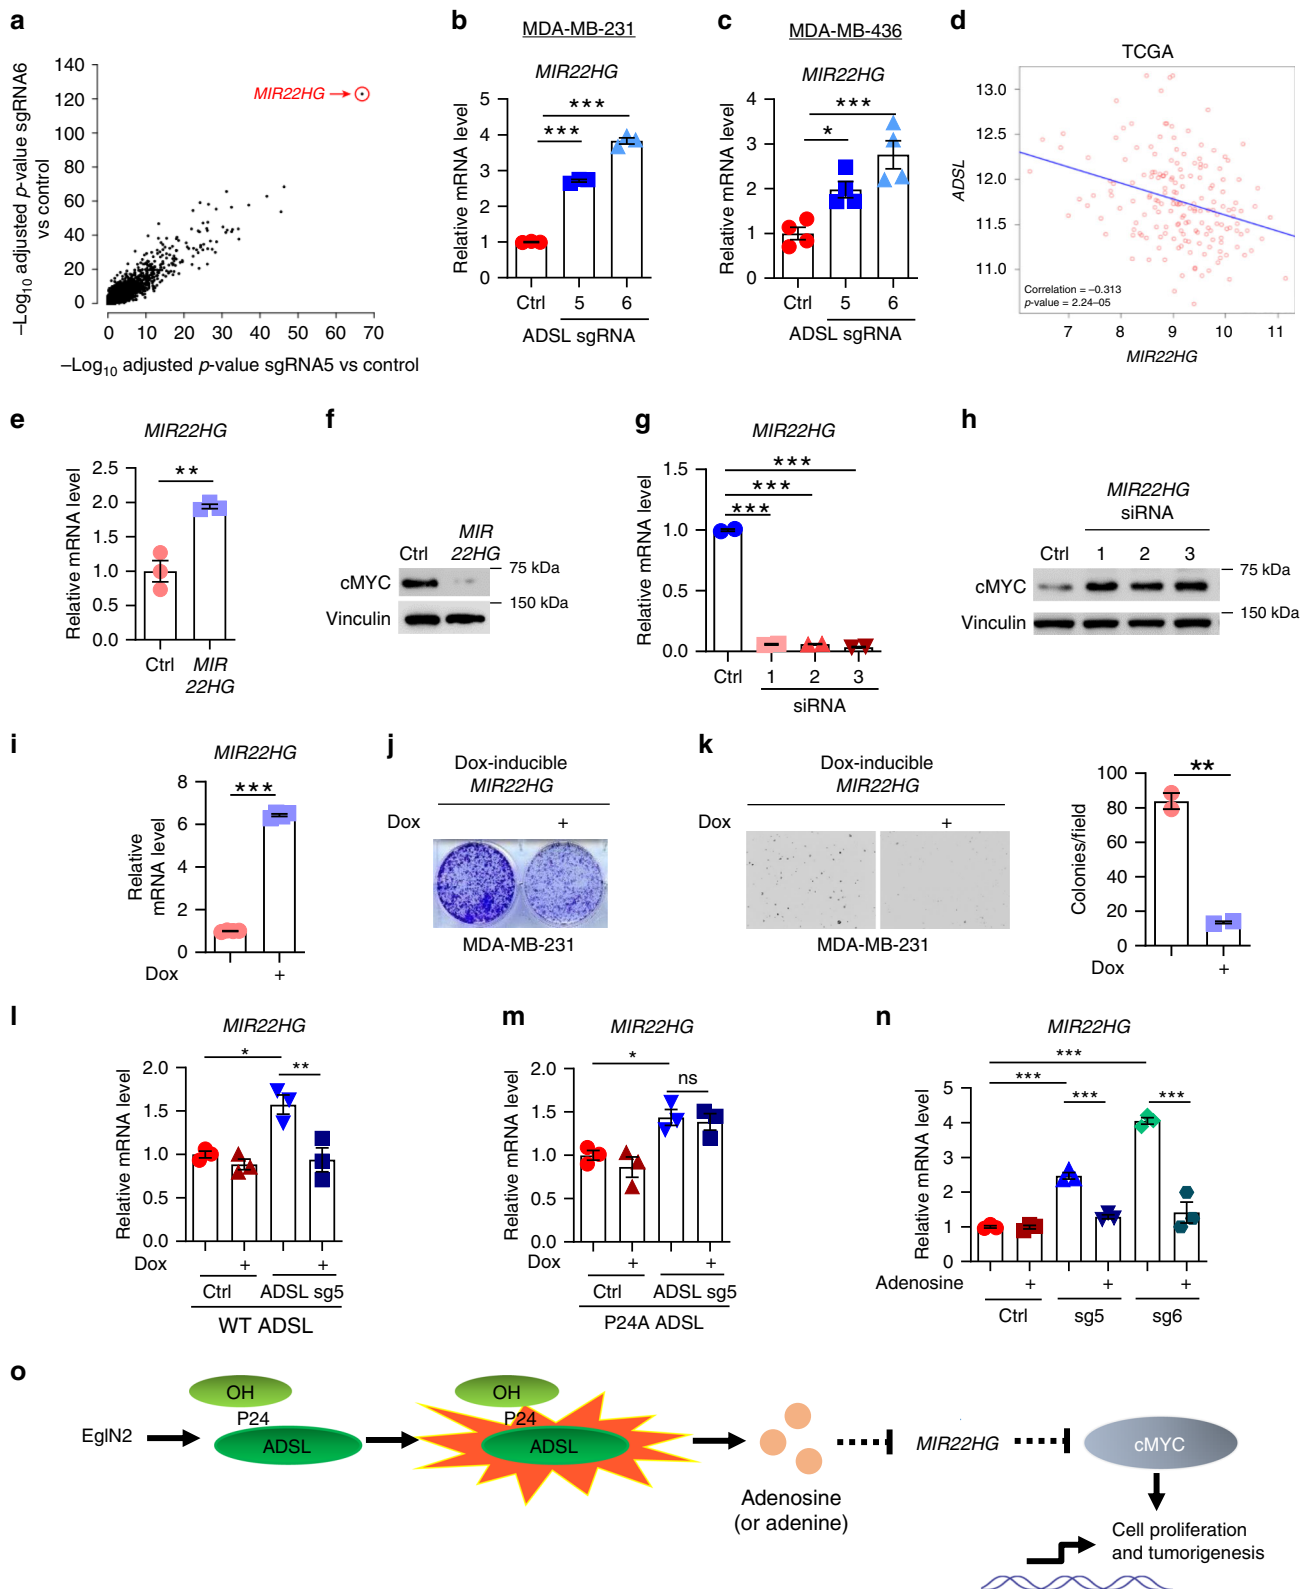 a
–Log10 adjusted p-value sgRNA6
vs control
140
120
100
80
60
40
20
0
MIR22HG
0 10 20 30 40 50 60 70
–Log10 adjusted p-value sgRNA5 vs control
b
MDA-MB-231
MIR22HG
Relative mRNA level
5
4
3
2
1
0
***
***
Ctrl 5 6
ADSL sgRNA
c
MDA-MB-436
MIR22HG
Relative mRNA level
4
3
2
1
0
***
*
Ctrl 5 6
ADSL sgRNA
d
TCGA
ADSL
13.0
12.5
12.0
11.5
11.0
Correlation = –0.313
p-value = 2.24–05
7 8 9 10 11
MIR22HG
e
MIR22HG
Relative mRNA level
2.5
2.0
1.5
1.0
0.5
0.0
**
Ctrl MIR
22HG
f
Ctrl MIR
22HG
cMYC
75 kDa
150 kDa
Vinculin
g
MIR22HG
Relative mRNA level
1.5
1.0
0.5
0.0
***
***
***
Ctrl 1 2 3
siRNA
h
MIR22HG
siRNA
Ctrl 1 2 3
cMYC
75 kDa
150 kDa
Vinculin
i
MIR22HG
Relative
mRNA level
8
6
4
2
0
***
Dox +
j
Dox-inducible
MIR22HG
Dox +
MDA-MB-231
k
Dox-inducible
MIR22HG
Dox +
MDA-MB-231
Colonies/field
100
80
60
40
20
0
**
Dox +
l
MIR22HG
Relative mRNA level
2.0
1.5
1.0
0.5
0.0
*
**
Dox + +
Ctrl ADSL sg5
WT ADSL
m
MIR22HG
Relative mRNA level
2.0
1.5
1.0
0.5
0.0
*
ns
Dox + +
Ctrl ADSL sg5
P24A ADSL
n
MIR22HG
Relative mRNA level
5
4
3
2
1
0
***
***
***
***
Adenosine + + +
Ctrl sg5 sg6
o
EglN2
OH
P24
ADSL
OH
P24
ADSL
Adenosine
(or adenine)
MIR22HG
cMYC
Cell proliferation
and tumorigenesis